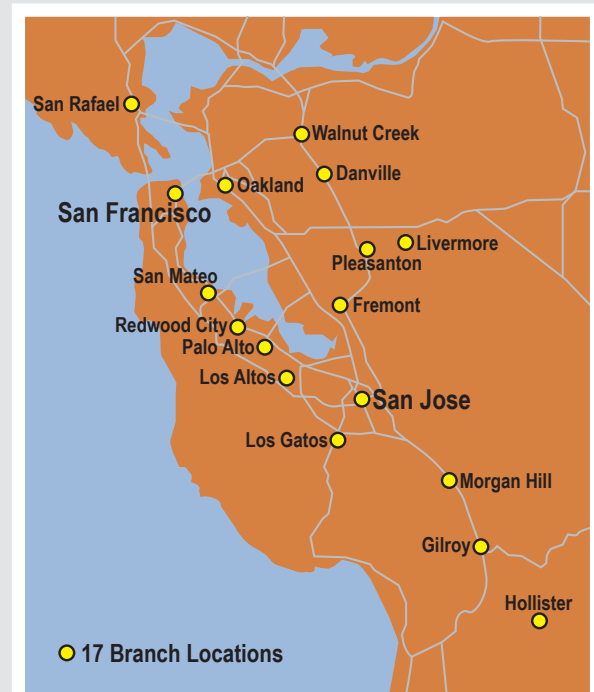 San Rafael
Walnut Creek
Danville
Oakland
San Francisco
Livermore
Pleasanton
San Mateo
Fremont
Redwood City
Palo Alto
Los Altos
San Jose
Los Gatos
Morgan Hill
Gilroy
Hollister
17 Branch Locations